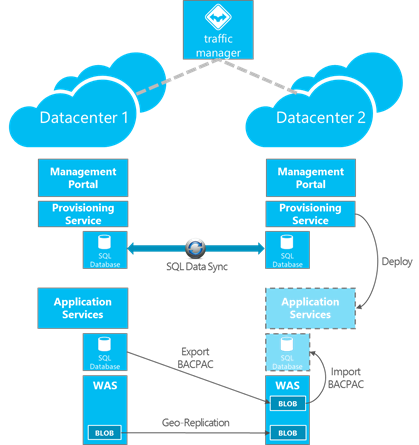 traffic
manager
Datacenter 1
Datacenter 2
Management
Portal
Management
Portal
Provisioning
Service
Provisioning
Service
SQL
Database
SQL Data Sync
SQL
Database
Deploy
Application
Services
Application
Services
SQL
Database
Export
BACPAC
SQL
Database
Import
BACPAC
WAS
WAS
BLOB
Geo-Replication
BLOB
BLOB